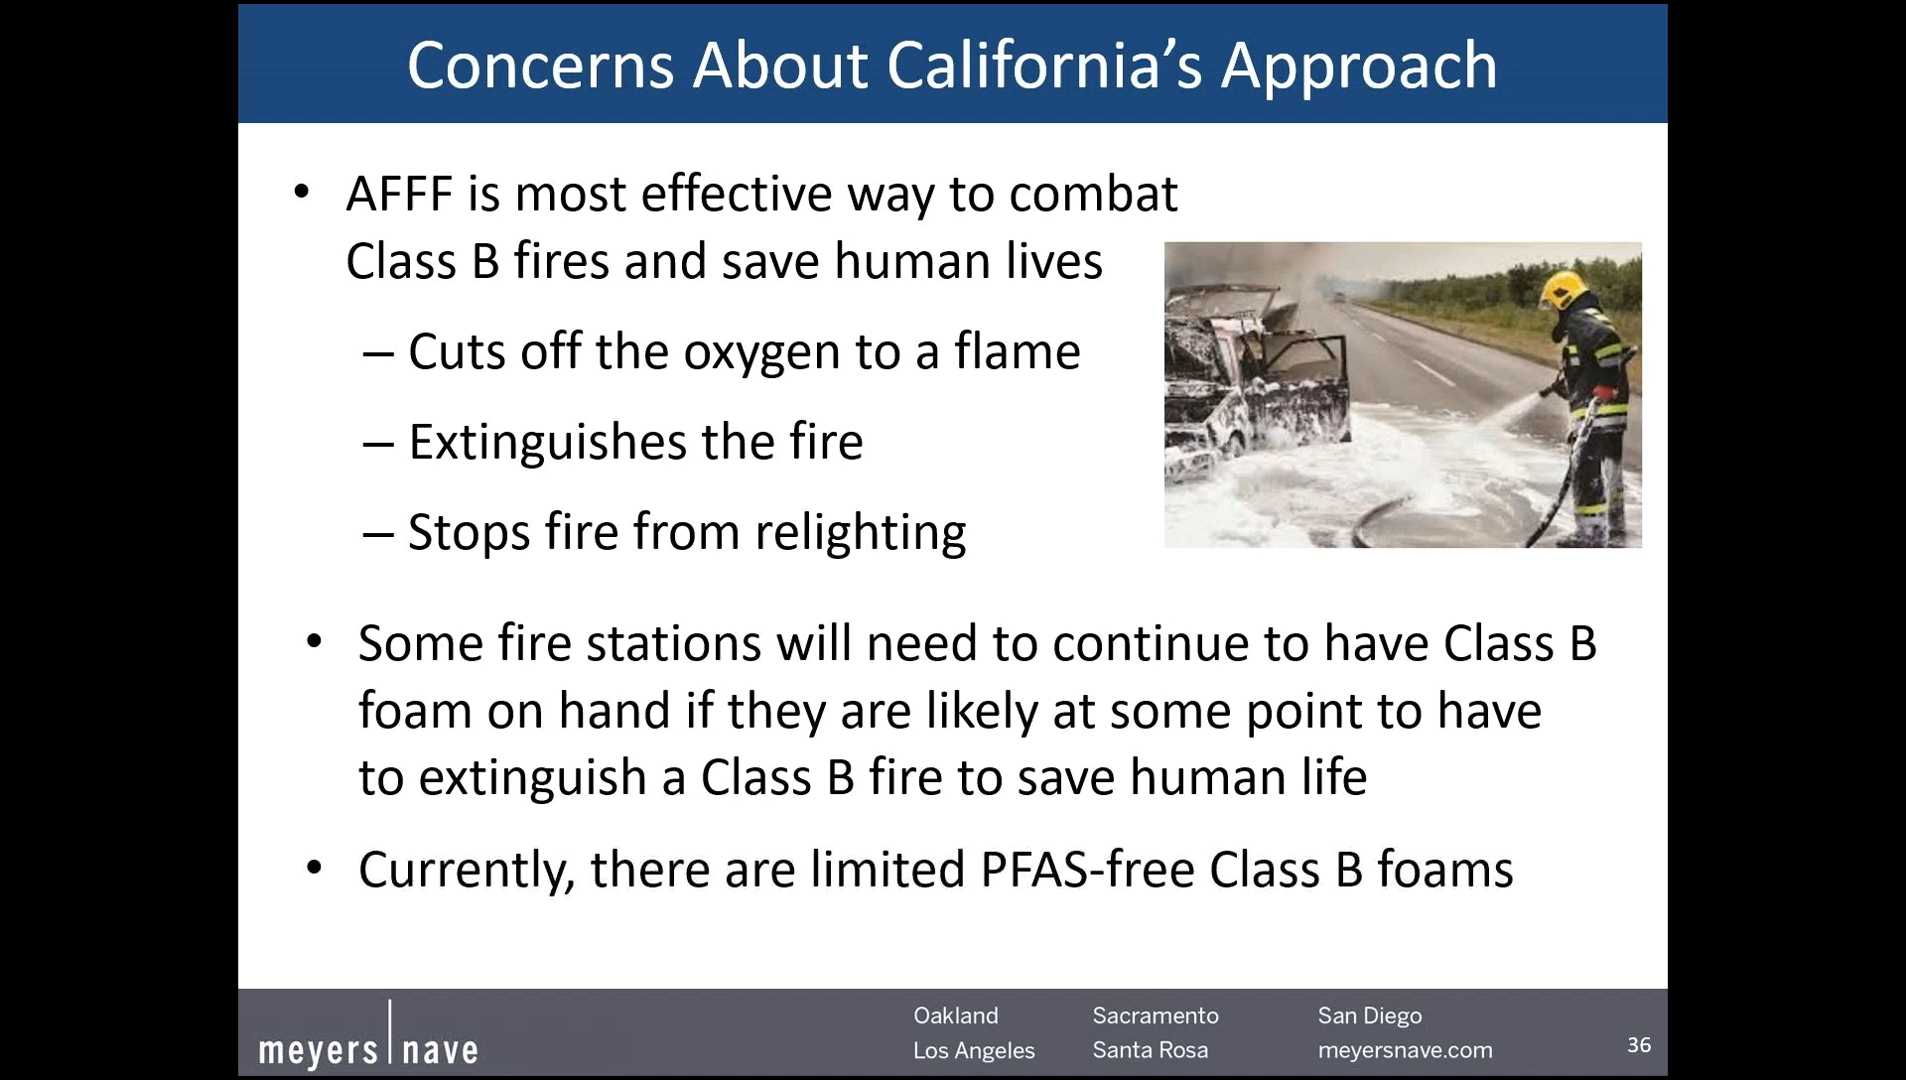 Concerns About California’s Approach
• AFFF is most effective way to combat
Class B fires and save human lives
– Cuts off the oxygen to a flame
– Extinguishes the fire
– Stops fire from relighting
• Some fire stations will need to continue to have Class B
foam on hand if they are likely at some point to have
to extinguish a Class B fire to save human life
• Currently, there are limited PFAS-free Class B foams
meyers nave
Oakland Sacramento San Diego
Los Angeles Santa Rosa meyersnave.com
36